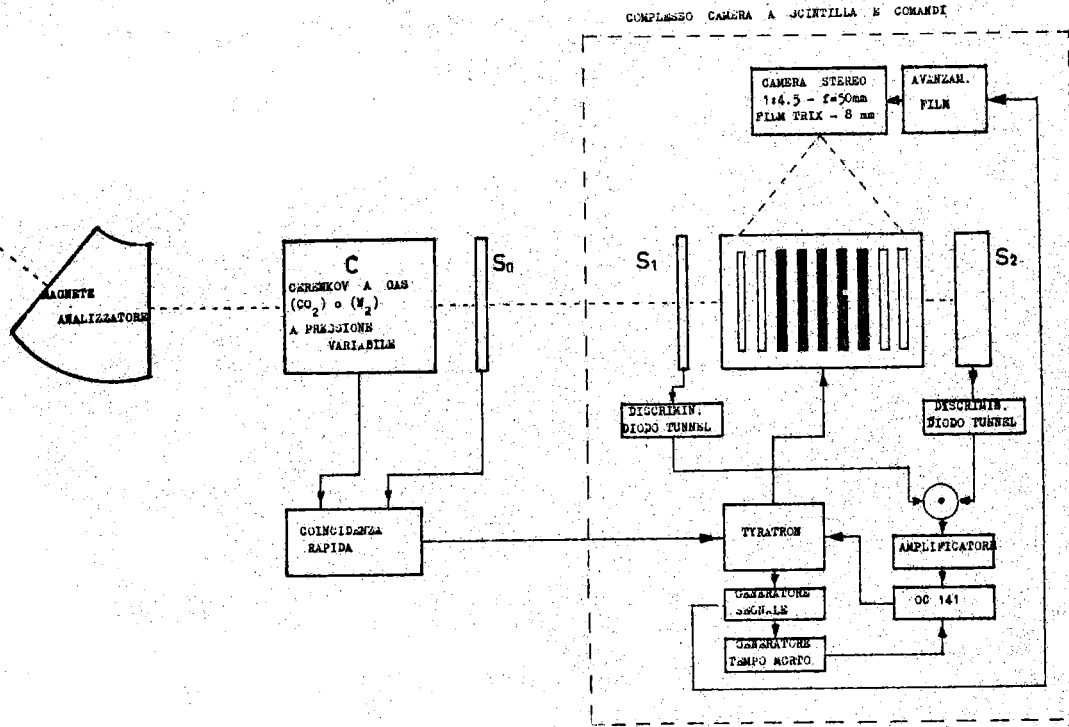 COMPLESSO CAMERA A SCINTILLA E COMANDI
CAMERA STEREO
1:4.5 - f=50mm
FILM TRIX - 8 mm
AVANZAM.
FILM
MAGNETE
ANALIZZATORE
C
CERENKOV A GAS
(CO2) o (N2)
A PRESSIONE
VARIABILE
S0
S1
S2
DISCRIMIN.
DIODO TUNNEL
DISCRIMIN.
DIODO TUNNEL
COINCIDENZA
RAPIDA
TYRATRON
AMPLIFICATORE
GENERATORE
SEGNALE
OC 141
GENERATORE
TEMPO MORTO